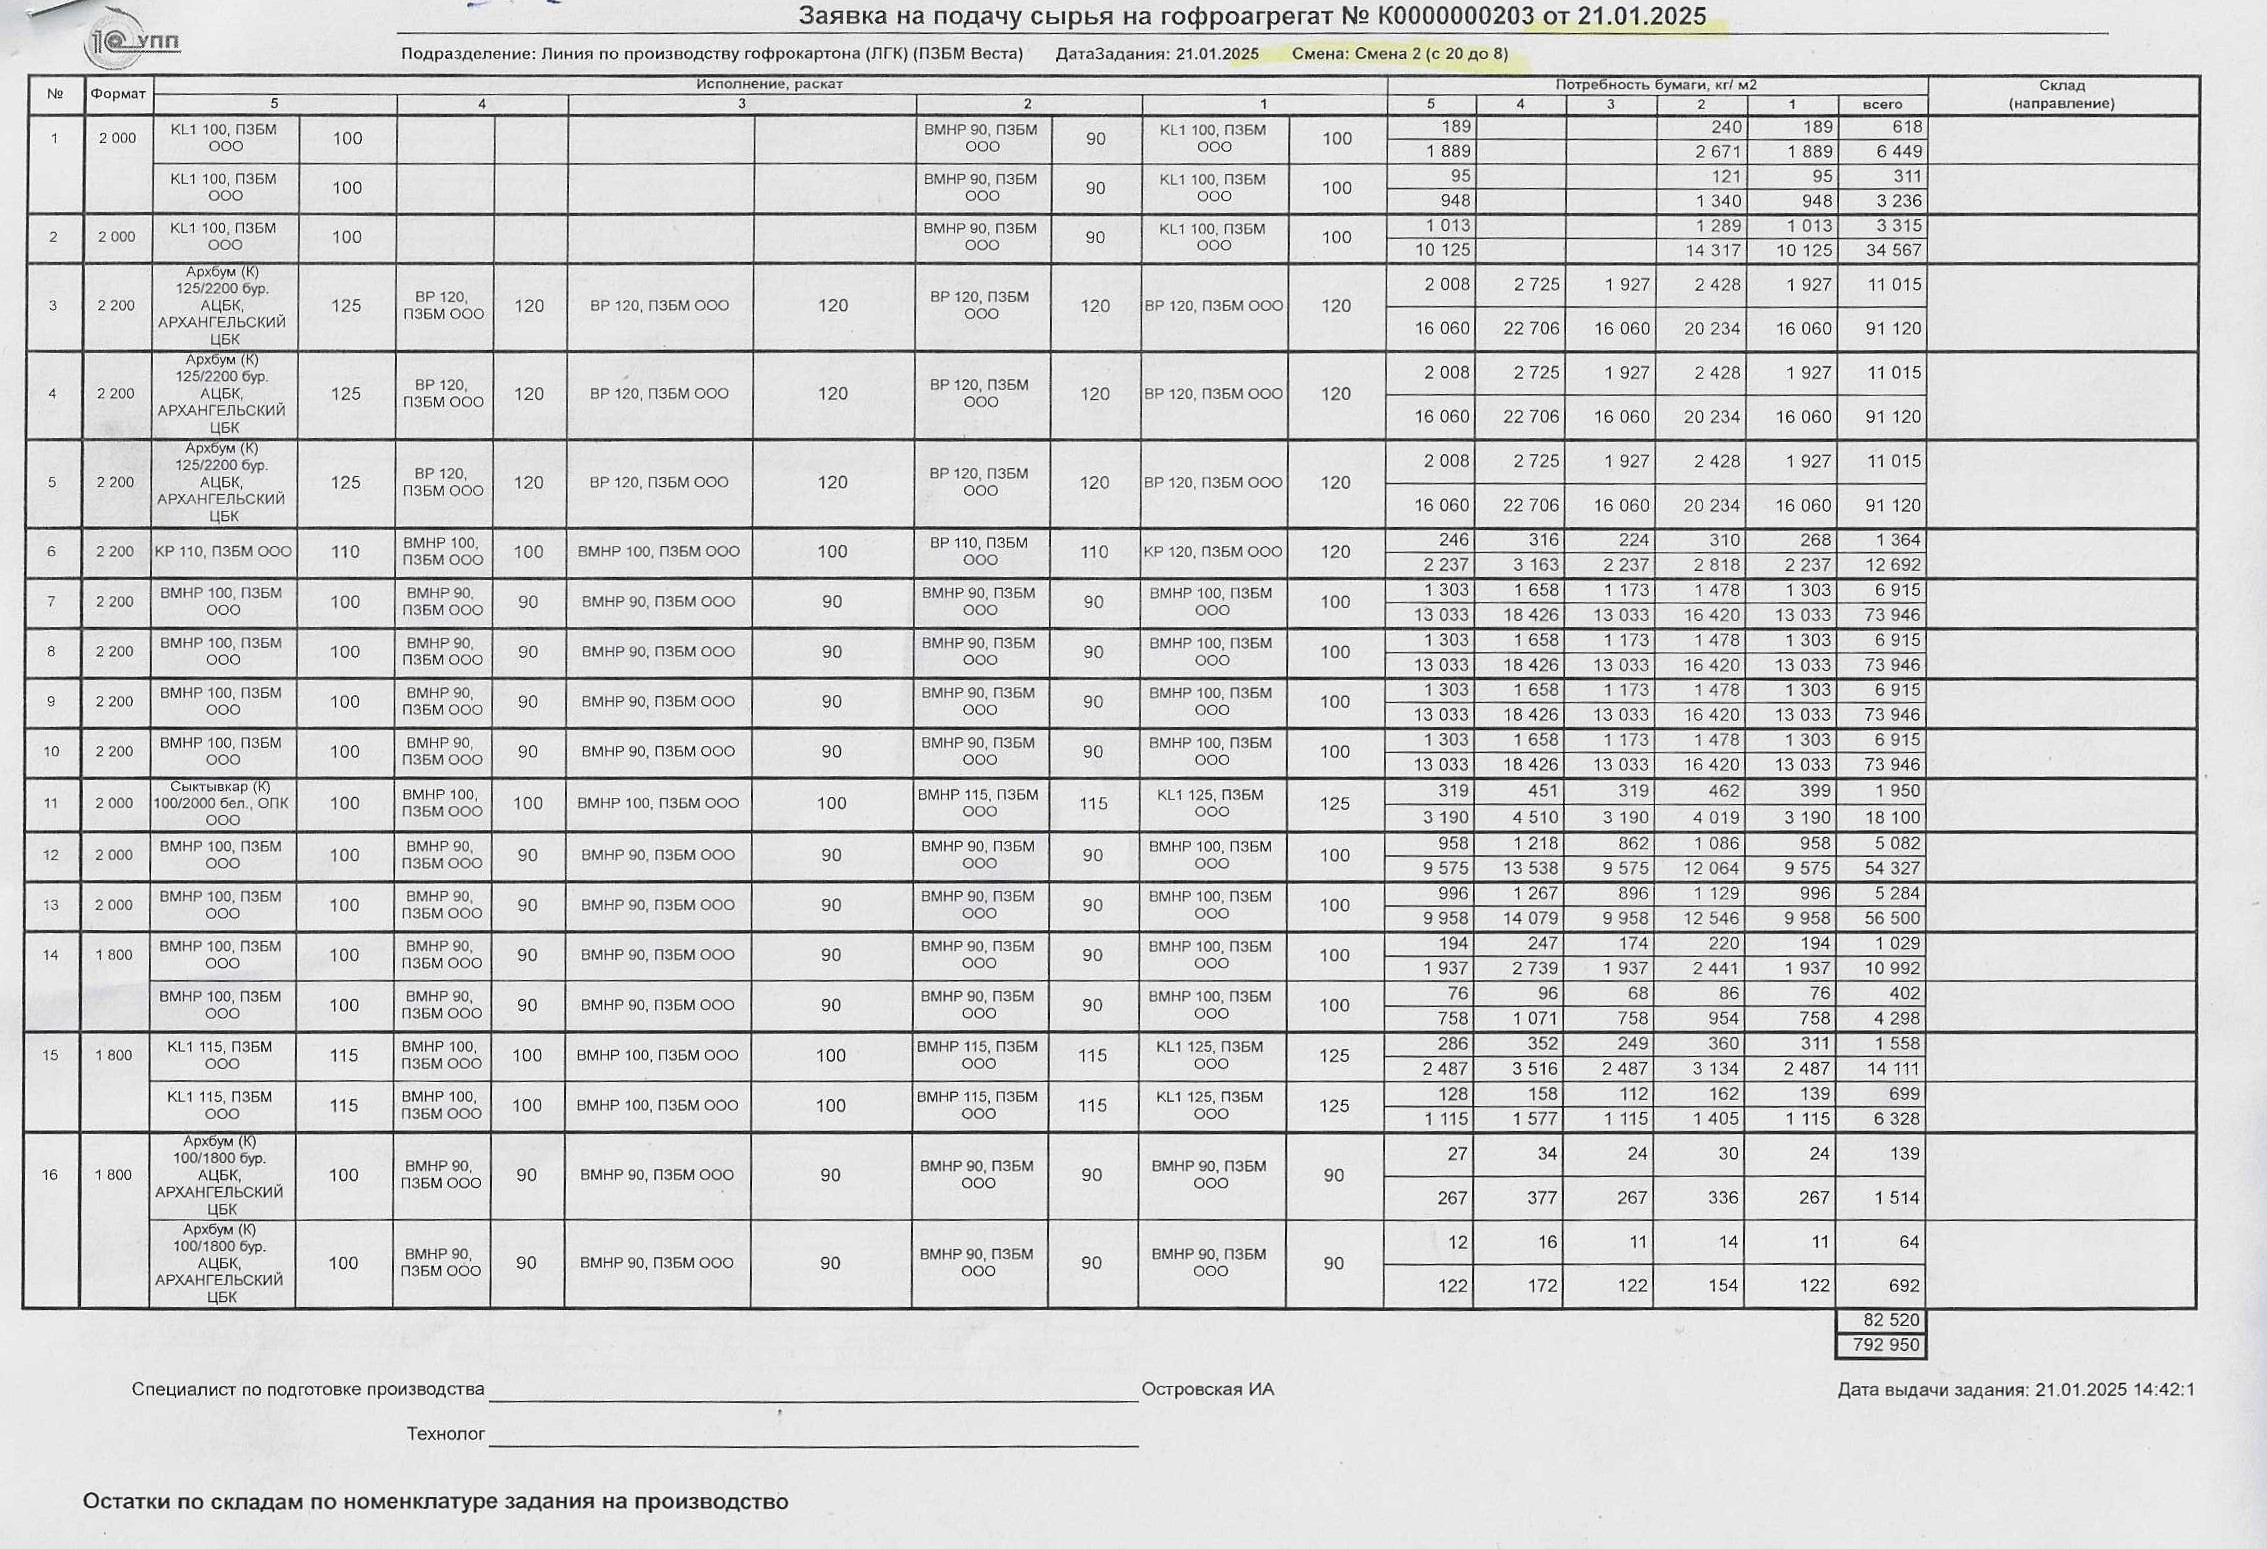 Заявка на подачу сырья на гофроагрегат № К0000000203 от 21.01.2025
1С УПП
Подразделение: Линия по производству гофрокартона (ЛГК) (ПЗБМ Веста) ДатаЗадания: 21.01.2025 Смена: Смена 2 (с 20 до 8)
№ Формат Исполнение, раскат Потребность бумаги, кг/ м2 Склад (направление)
5 4 3 2 1 5 4 3 2 1 всего
1 2 000 KL1 100, ПЗБМ ООО 100 ВМНР 90, ПЗБМ ООО 90 KL1 100, ПЗБМ ООО 100 189 240 189 618
1 889 2 671 1 889 6 449
KL1 100, ПЗБМ ООО 100 ВМНР 90, ПЗБМ ООО 90 KL1 100, ПЗБМ ООО 100 95 121 95 311
948 1 340 948 3 236
2 2 000 KL1 100, ПЗБМ ООО 100 ВМНР 90, ПЗБМ ООО 90 KL1 100, ПЗБМ ООО 100 1 013 1 289 1 013 3 315
10 125 14 317 10 125 34 567
3 2 200 Архбум (К) 125/2200 бур. АЦБК, АРХАНГЕЛЬСКИЙ ЦБК 125 ВР 120, ПЗБМ ООО 120 ВР 120, ПЗБМ ООО 120 ВР 120, ПЗБМ ООО 120 ВР 120, ПЗБМ ООО 120 2 008 2 725 1 927 2 428 1 927 11 015
16 060 22 706 16 060 20 234 16 060 91 120
4 2 200 Архбум (К) 125/2200 бур. АЦБК, АРХАНГЕЛЬСКИЙ ЦБК 125 ВР 120, ПЗБМ ООО 120 ВР 120, ПЗБМ ООО 120 ВР 120, ПЗБМ ООО 120 ВР 120, ПЗБМ ООО 120 2 008 2 725 1 927 2 428 1 927 11 015
16 060 22 706 16 060 20 234 16 060 91 120
5 2 200 Архбум (К) 125/2200 бур. АЦБК, АРХАНГЕЛЬСКИЙ ЦБК 125 ВР 120, ПЗБМ ООО 120 ВР 120, ПЗБМ ООО 120 ВР 120, ПЗБМ ООО 120 ВР 120, ПЗБМ ООО 120 2 008 2 725 1 927 2 428 1 927 11 015
16 060 22 706 16 060 20 234 16 060 91 120
6 2 200 КР 110, ПЗБМ ООО 110 ВМНР 100, ПЗБМ ООО 100 ВМНР 100, ПЗБМ ООО 100 ВР 110, ПЗБМ ООО 110 КР 120, ПЗБМ ООО 120 246 316 224 310 268 1 364
2 237 3 163 2 237 2 818 2 237 12 692
7 2 200 ВМНР 100, ПЗБМ ООО 100 ВМНР 90, ПЗБМ ООО 90 ВМНР 90, ПЗБМ ООО 90 ВМНР 90, ПЗБМ ООО 90 ВМНР 100, ПЗБМ ООО 100 1 303 1 658 1 173 1 478 1 303 6 915
13 033 18 426 13 033 16 420 13 033 73 946
8 2 200 ВМНР 100, ПЗБМ ООО 100 ВМНР 90, ПЗБМ ООО 90 ВМНР 90, ПЗБМ ООО 90 ВМНР 90, ПЗБМ ООО 90 ВМНР 100, ПЗБМ ООО 100 1 303 1 658 1 173 1 478 1 303 6 915
13 033 18 426 13 033 16 420 13 033 73 946
9 2 200 ВМНР 100, ПЗБМ ООО 100 ВМНР 90, ПЗБМ ООО 90 ВМНР 90, ПЗБМ ООО 90 ВМНР 90, ПЗБМ ООО 90 ВМНР 100, ПЗБМ ООО 100 1 303 1 658 1 173 1 478 1 303 6 915
13 033 18 426 13 033 16 420 13 033 73 946
10 2 200 ВМНР 100, ПЗБМ ООО 100 ВМНР 90, ПЗБМ ООО 90 ВМНР 90, ПЗБМ ООО 90 ВМНР 90, ПЗБМ ООО 90 ВМНР 100, ПЗБМ ООО 100 1 303 1 658 1 173 1 478 1 303 6 915
13 033 18 426 13 033 16 420 13 033 73 946
11 2 000 Сыктывкар (К) 100/2000 бел., ОПК ООО 100 ВМНР 100, ПЗБМ ООО 100 ВМНР 100, ПЗБМ ООО 100 ВМНР 115, ПЗБМ ООО 115 KL1 125, ПЗБМ ООО 125 319 451 319 462 399 1 950
3 190 4 510 3 190 4 019 3 190 18 100
12 2 000 ВМНР 100, ПЗБМ ООО 100 ВМНР 90, ПЗБМ ООО 90 ВМНР 90, ПЗБМ ООО 90 ВМНР 90, ПЗБМ ООО 90 ВМНР 100, ПЗБМ ООО 100 958 1 218 862 1 086 958 5 082
9 575 13 538 9 575 12 064 9 575 54 327
13 2 000 ВМНР 100, ПЗБМ ООО 100 ВМНР 90, ПЗБМ ООО 90 ВМНР 90, ПЗБМ ООО 90 ВМНР 90, ПЗБМ ООО 90 ВМНР 100, ПЗБМ ООО 100 996 1 267 896 1 129 996 5 284
9 958 14 079 9 958 12 546 9 958 56 500
14 1 800 ВМНР 100, ПЗБМ ООО 100 ВМНР 90, ПЗБМ ООО 90 ВМНР 90, ПЗБМ ООО 90 ВМНР 90, ПЗБМ ООО 90 ВМНР 100, ПЗБМ ООО 100 194 247 174 220 194 1 029
1 937 2 739 1 937 2 441 1 937 10 992
ВМНР 100, ПЗБМ ООО 100 ВМНР 90, ПЗБМ ООО 90 ВМНР 90, ПЗБМ ООО 90 ВМНР 90, ПЗБМ ООО 90 ВМНР 100, ПЗБМ ООО 100 76 96 68 86 76 402
758 1 071 758 954 758 4 298
15 1 800 KL1 115, ПЗБМ ООО 115 ВМНР 100, ПЗБМ ООО 100 ВМНР 100, ПЗБМ ООО 100 ВМНР 115, ПЗБМ ООО 115 KL1 125, ПЗБМ ООО 125 286 352 249 360 311 1 558
2 487 3 516 2 487 3 134 2 487 14 111
KL1 115, ПЗБМ ООО 115 ВМНР 100, ПЗБМ ООО 100 ВМНР 100, ПЗБМ ООО 100 ВМНР 115, ПЗБМ ООО 115 KL1 125, ПЗБМ ООО 125 128 158 112 162 139 699
1 115 1 577 1 115 1 405 1 115 6 328
16 1 800 Архбум (К) 100/1800 бур. АЦБК, АРХАНГЕЛЬСКИЙ ЦБК 100 ВМНР 90, ПЗБМ ООО 90 ВМНР 90, ПЗБМ ООО 90 ВМНР 90, ПЗБМ ООО 90 ВМНР 90, ПЗБМ ООО 90 27 34 24 30 24 139
267 377 267 336 267 1 514
Архбум (К) 100/1800 бур. АЦБК, АРХАНГЕЛЬСКИЙ ЦБК 100 ВМНР 90, ПЗБМ ООО 90 ВМНР 90, ПЗБМ ООО 90 ВМНР 90, ПЗБМ ООО 90 ВМНР 90, ПЗБМ ООО 90 12 16 11 14 11 64
122 172 122 154 122 692
82 520
792 950
Специалист по подготовке производства Островская ИА Дата выдачи задания: 21.01.2025 14:42:1
Технолог
Остатки по складам по номенклатуре задания на производство